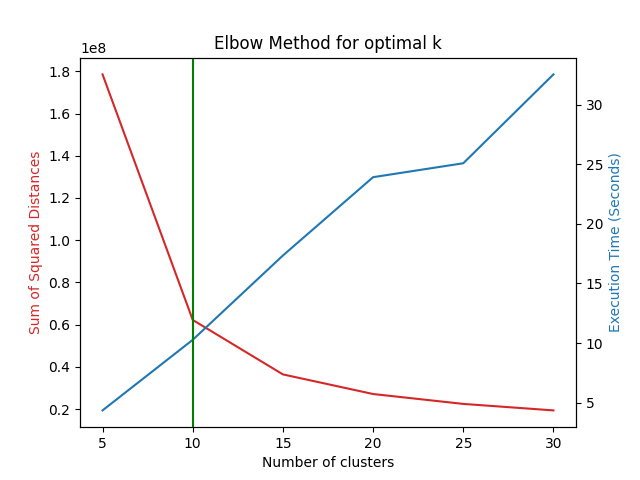 Elbow Method for optimal k
1e8
1.8
1.6
1.4
1.2
1.0
0.8
0.6
0.4
0.2
Sum of Squared Distances
30
25
20
15
10
5
Execution Time (Seconds)
5 10 15 20 25 30
Number of clusters